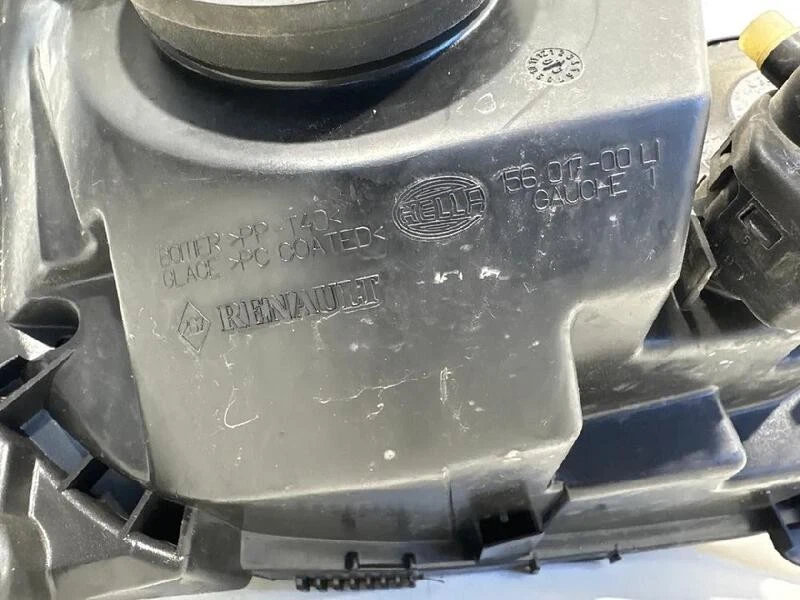 156.017-00 LI
GAUCHE 1
HELLA
BOITIER >PP T40<
GLACE >PC COATED<
RENAULT